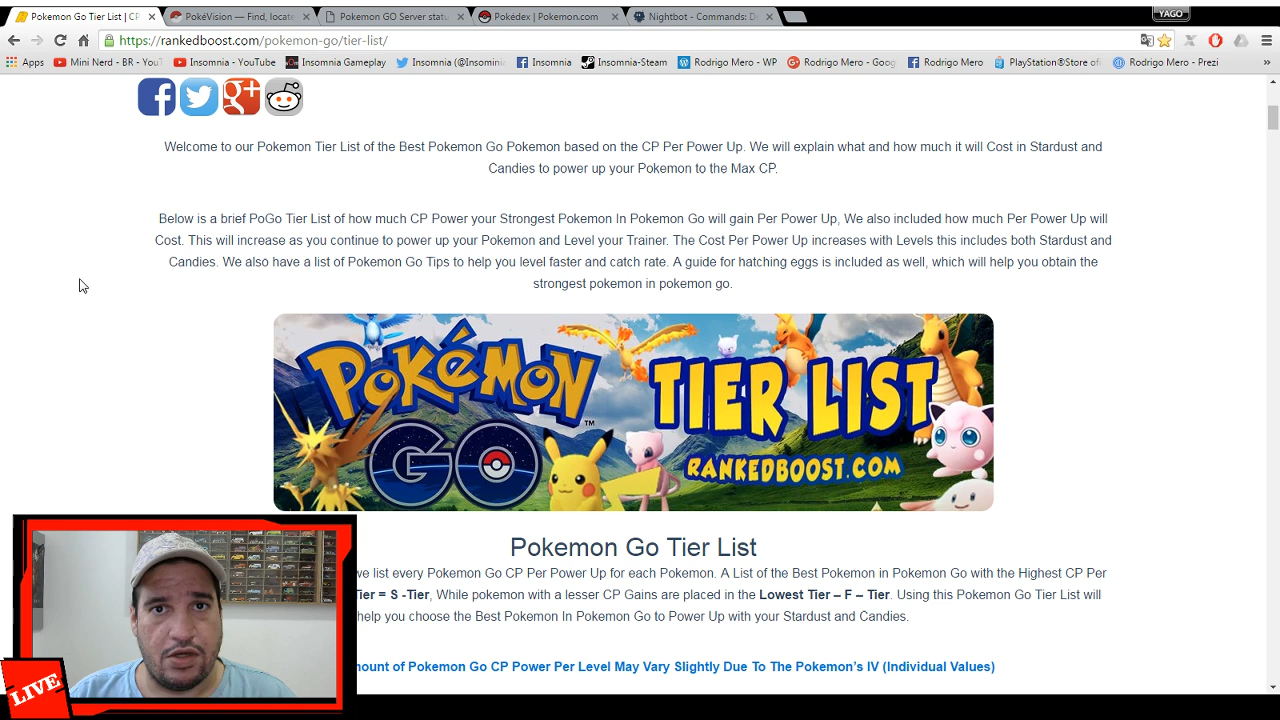 Pokemon Go Tier List | CP
PokéVision — Find, locate
Pokemon GO Server statu
Pokédex | Pokemon.com
Nightbot - Commands: D
YAGO
https://rankedboost.com/pokemon-go/tier-list/
Apps
Mini Nerd - BR - You
Insomnia - YouTube
Insomnia Gameplay
Insomnia (@Insomnia
Insomnia
Insomnia-Steam
Rodrigo Mero - WP
Rodrigo Mero - Goog
Rodrigo Mero
PlayStation®Store of
Rodrigo Mero - Prezi
Welcome to our Pokemon Tier List of the Best Pokemon Go Pokemon based on the CP Per Power Up. We will explain what and how much it will Cost in Stardust and
Candies to power up your Pokemon to the Max CP.
Below is a brief PoGo Tier List of how much CP Power your Strongest Pokemon In Pokemon Go will gain Per Power Up, We also included how much Per Power Up will
Cost. This will increase as you continue to power up your Pokemon and Level your Trainer. The Cost Per Power Up increases with Levels this includes both Stardust and
Candies. We also have a list of Pokemon Go Tips to help you level faster and catch rate. A guide for hatching eggs is included as well, which will help you obtain the
strongest pokemon in pokemon go.
POKéMON GO ™
TIER LIST
RANKEDBOOST.COM
Pokemon Go Tier List
we list every Pokemon Go CP Per Power Up for each Pokemon. A List of the Best Pokemon in Pokemon Go with the Highest CP Per
Tier = S -Tier, While pokemon with a lesser CP Gains are placed in the Lowest Tier – F – Tier. Using this Pokemon Go Tier List will
help you choose the Best Pokemon In Pokemon Go to Power Up with your Stardust and Candies.
mount of Pokemon Go CP Power Per Level May Vary Slightly Due To The Pokemon's IV (Individual Values)
LIVE